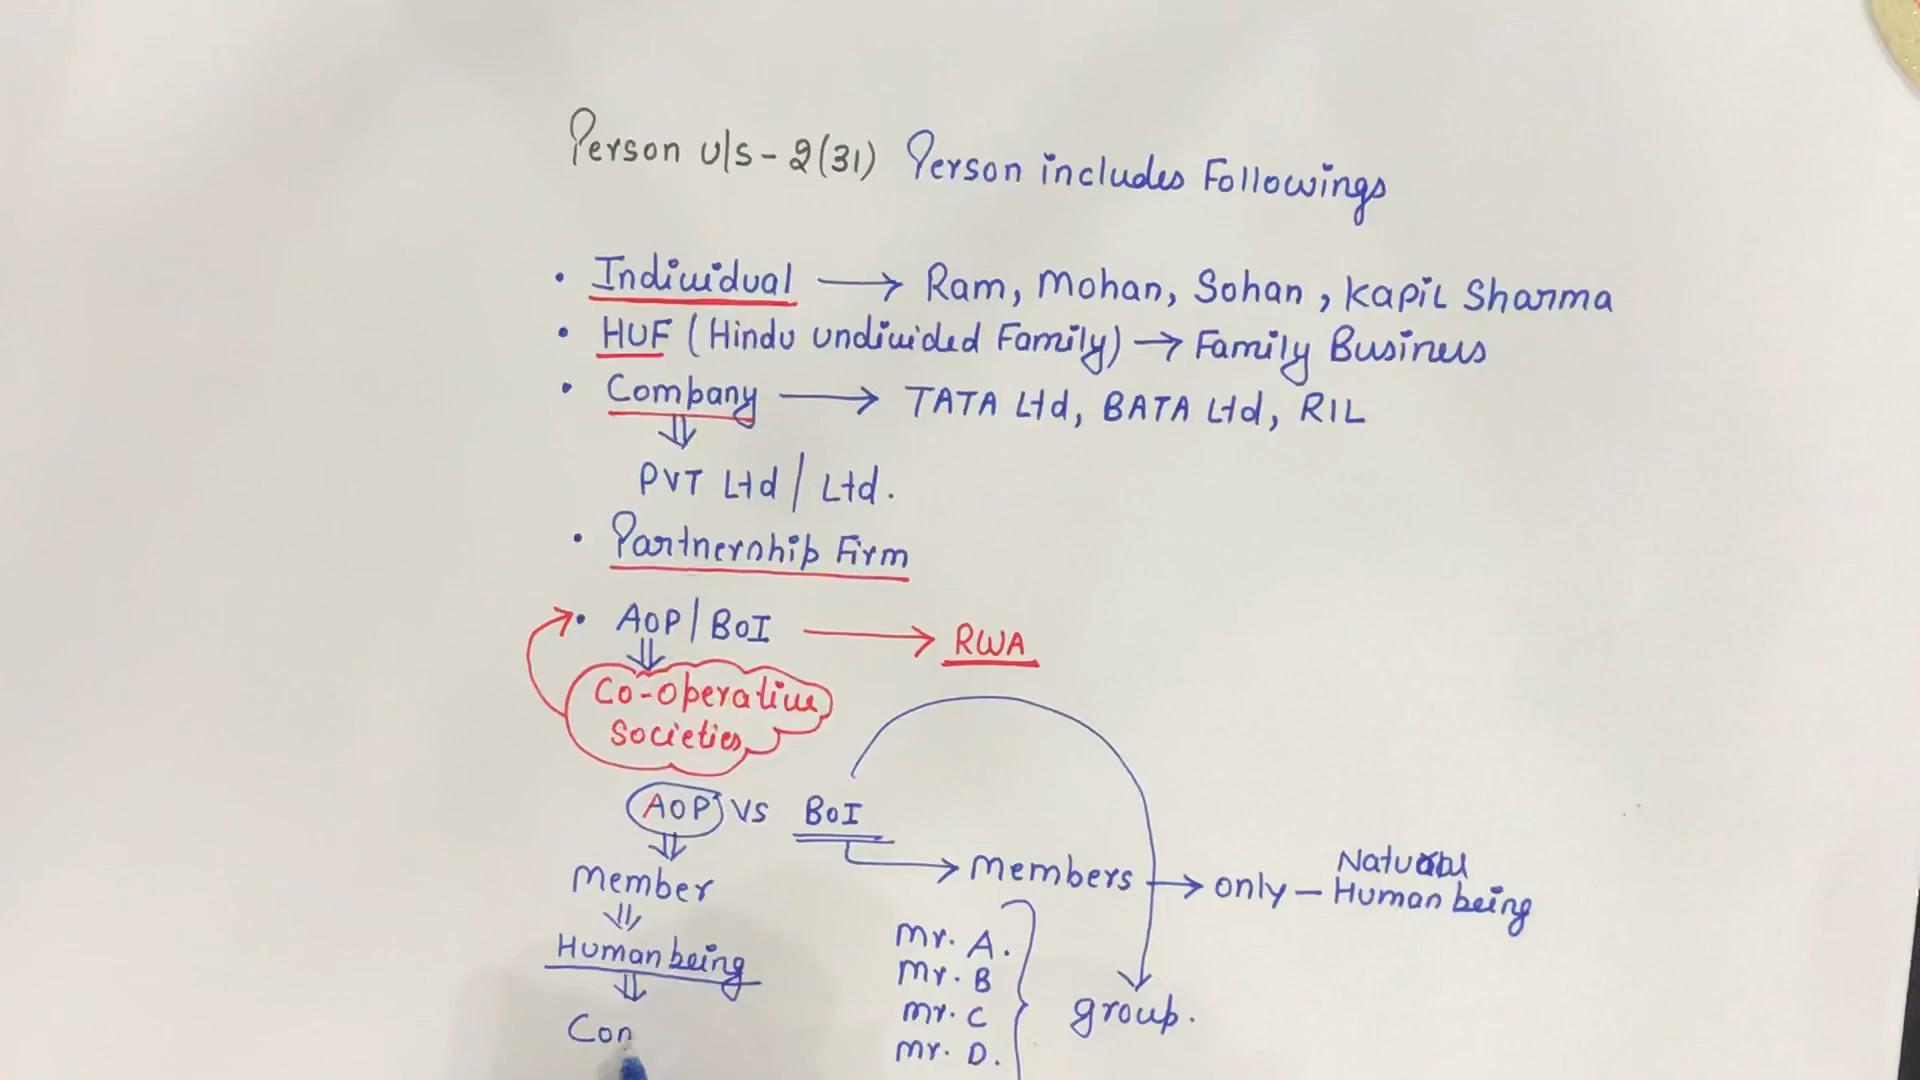 Person u/s - 2(31) Person includes Followings
• Individual → Ram, Mohan, Sohan, Kapil Sharma
• HUF (Hindu undivided Family) → Family Business
• Company → TATA Ltd, BATA Ltd, RIL
PVT Ltd / Ltd.
• Partnership Firm
• AOP / BOI → RWA
Co-operative
Societies
AOP VS BOI
Member
Human being
Con
members → only - Natural Human being
Mr. A.
Mr. B
Mr. C
Mr. D.
group.